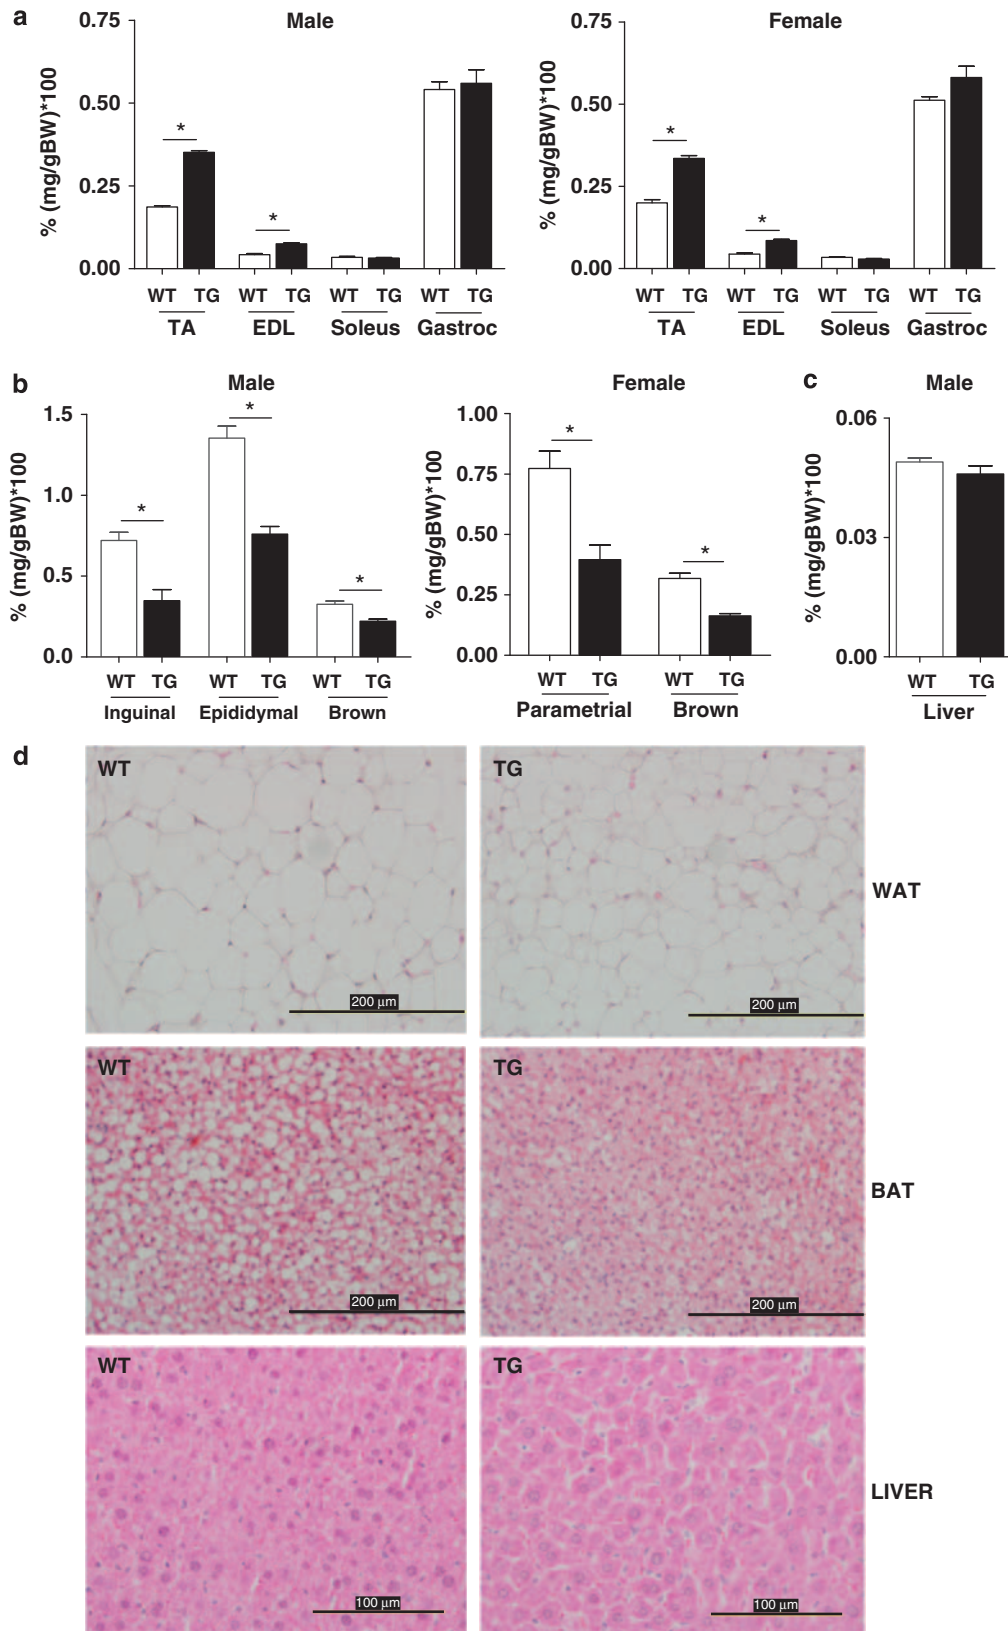 a
Male
Female
% (mg/gBW)*100
0.75
0.50
0.25
0.00
*
*
WT TG WT TG WT TG WT TG
TA EDL Soleus Gastroc
% (mg/gBW)*100
0.75
0.50
0.25
0.00
*
*
WT TG WT TG WT TG WT TG
TA EDL Soleus Gastroc
b
Male
% (mg/gBW)*100
1.5
1.0
0.5
0.0
*
*
*
WT TG WT TG WT TG
Inguinal Epididymal Brown
Female
% (mg/gBW)*100
1.00
0.75
0.50
0.25
0.00
*
*
WT TG WT TG
Parametrial Brown
c
Male
% (mg/gBW)*100
0.06
0.03
0.00
WT TG
Liver
d
WT
200 µm
TG
200 µm
WAT
WT
200 µm
TG
200 µm
BAT
WT
100 µm
TG
100 µm
LIVER